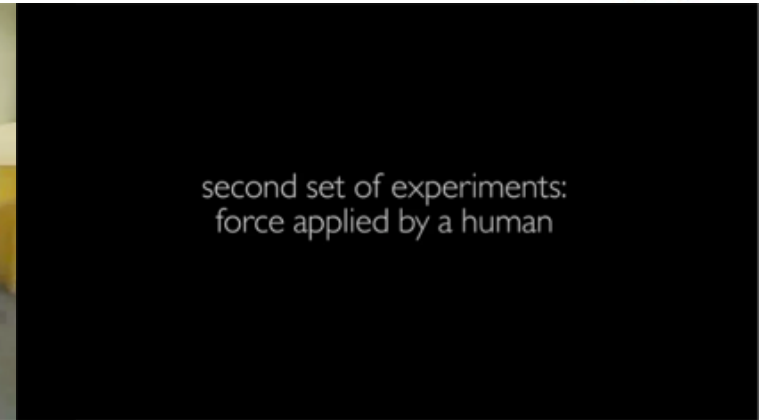 second set of experiments:
force applied by a human